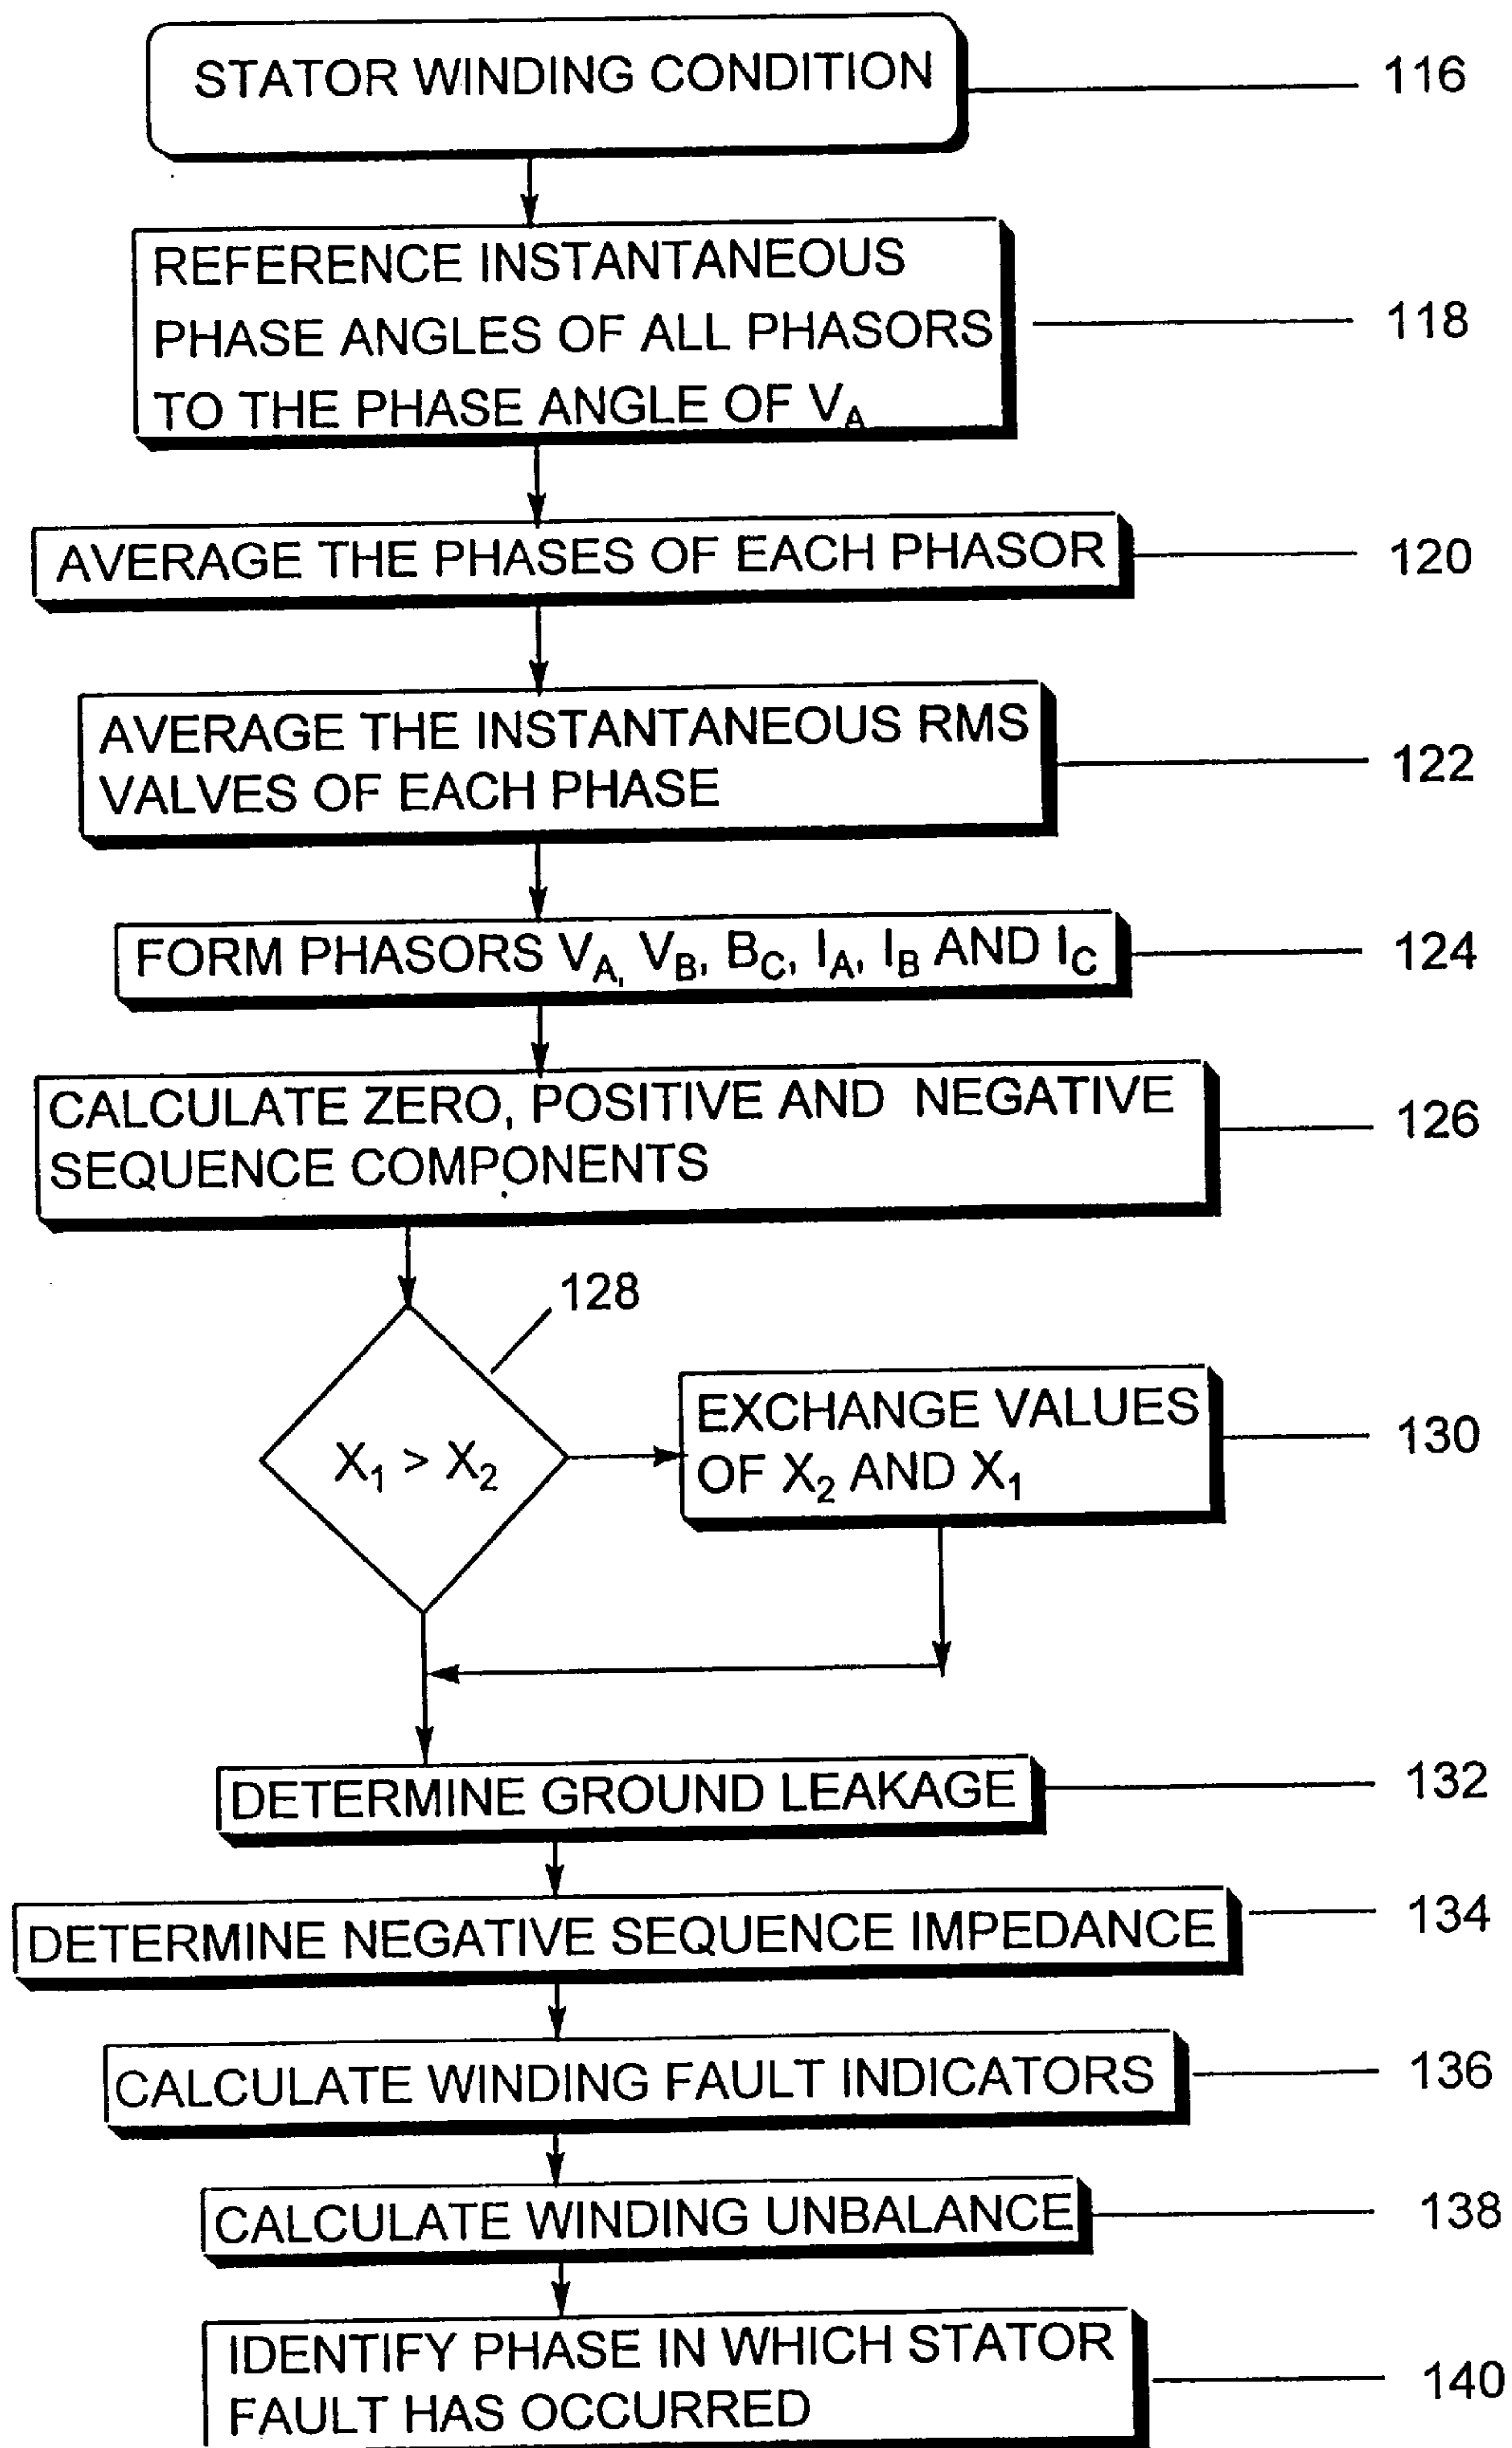 STATOR WINDING CONDITION
116
REFERENCE INSTANTANEOUS
PHASE ANGLES OF ALL PHASORS
TO THE PHASE ANGLE OF VA
118
AVERAGE THE PHASES OF EACH PHASOR
120
AVERAGE THE INSTANTANEOUS RMS
VALVES OF EACH PHASE
122
FORM PHASORS VA, VB, BC, IA, IB AND IC
124
CALCULATE ZERO, POSITIVE AND NEGATIVE
SEQUENCE COMPONENTS
126
128
X1 > X2
EXCHANGE VALUES
OF X2 AND X1
130
DETERMINE GROUND LEAKAGE
132
DETERMINE NEGATIVE SEQUENCE IMPEDANCE
134
CALCULATE WINDING FAULT INDICATORS
136
CALCULATE WINDING UNBALANCE
138
IDENTIFY PHASE IN WHICH STATOR
FAULT HAS OCCURRED
140